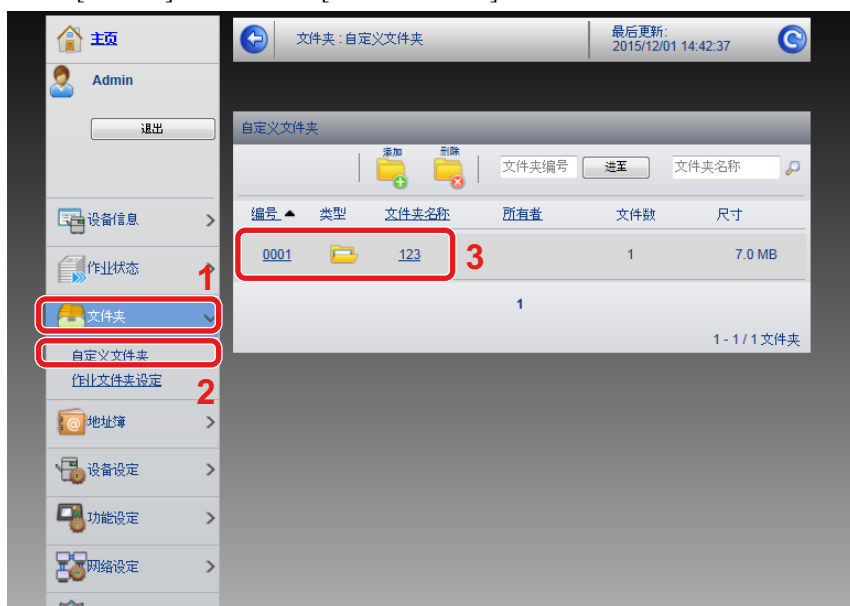 主页
文件夹 : 自定义文件夹
最后更新:
2015/12/01 14:42:37
Admin
退出
自定义文件夹
添加
删除
文件夹编号
进至
文件夹名称
编号
类型
文件夹名称
所有者
文件数
尺寸
0001
123
1
7.0 MB
3
1
1 - 1 / 1 文件夹
设备信息
作业状态
1
文件夹
自定义文件夹
作业文件夹设定
2
地址簿
设备设定
功能设定
网络设定